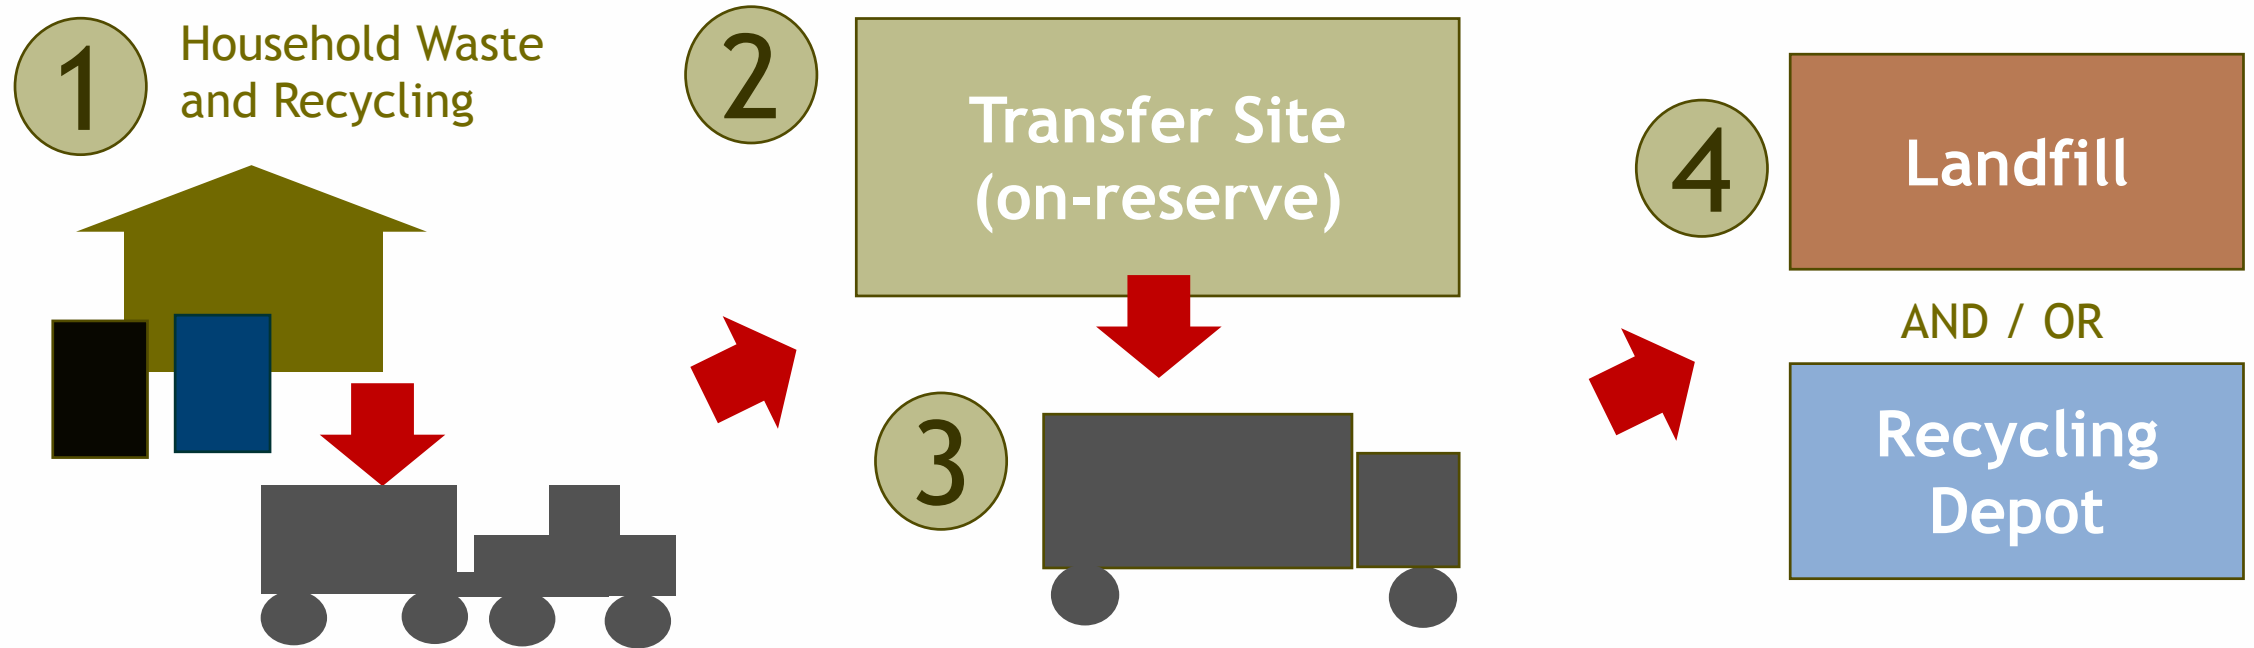 1
Household Waste
and Recycling
2
Transfer Site
(on-reserve)
3
4
Landfill
AND / OR
Recycling
Depot